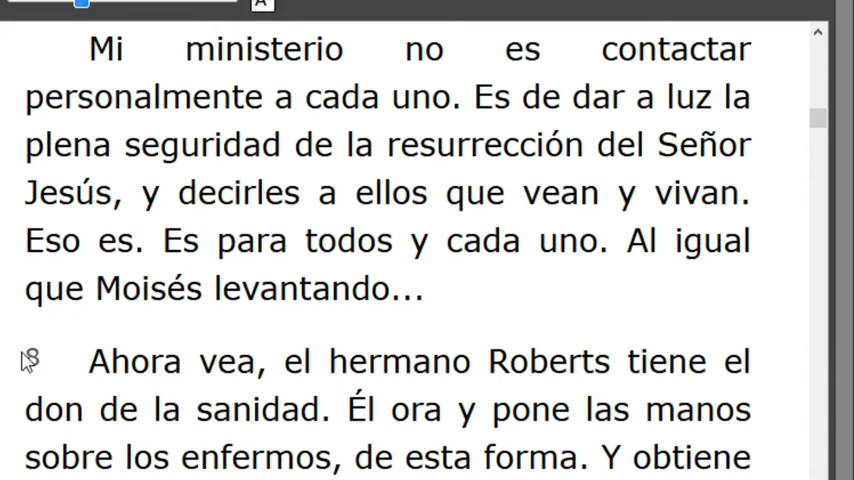 A
Mi ministerio no es contactar
personalmente a cada uno. Es de dar a luz la
plena seguridad de la resurrección del Señor
Jesús, y decirles a ellos que vean y vivan.
Eso es. Es para todos y cada uno. Al igual
que Moisés levantando...
8 Ahora vea, el hermano Roberts tiene el
don de la sanidad. Él ora y pone las manos
sobre los enfermos, de esta forma. Y obtiene